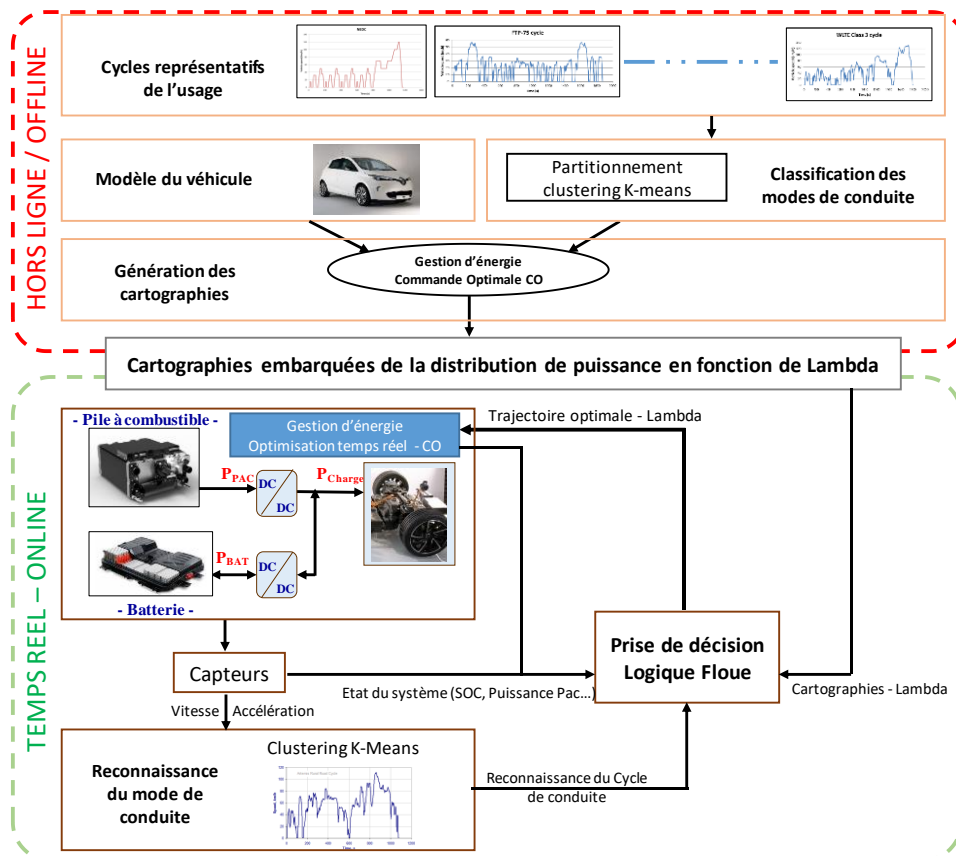 HORS LIGNE / OFFLINE
Cycles représentatifs
de l'usage
FTP-75 cycle
WLTC Class 3 cycle
Modèle du véhicule
Partitionnement
clustering K-means
Classification des
modes de conduite
Génération des
cartographies
Gestion d'énergie
Commande Optimale CO
Cartographies embarquées de la distribution de puissance en fonction de Lambda
TEMPS REEL – ONLINE
- Pile à combustible -
Gestion d'énergie
Optimisation temps réel - CO
Trajectoire optimale - Lambda
P_PAC
DC
DC
P_Charge
P_BAT
DC
DC
- Batterie -
Capteurs
Prise de décision
Logique Floue
Etat du système (SOC, Puissance Pac...)
Cartographies - Lambda
Vitesse
Accélération
Reconnaissance
du mode de
conduite
Clustering K-Means
Reconnaissance du Cycle
de conduite